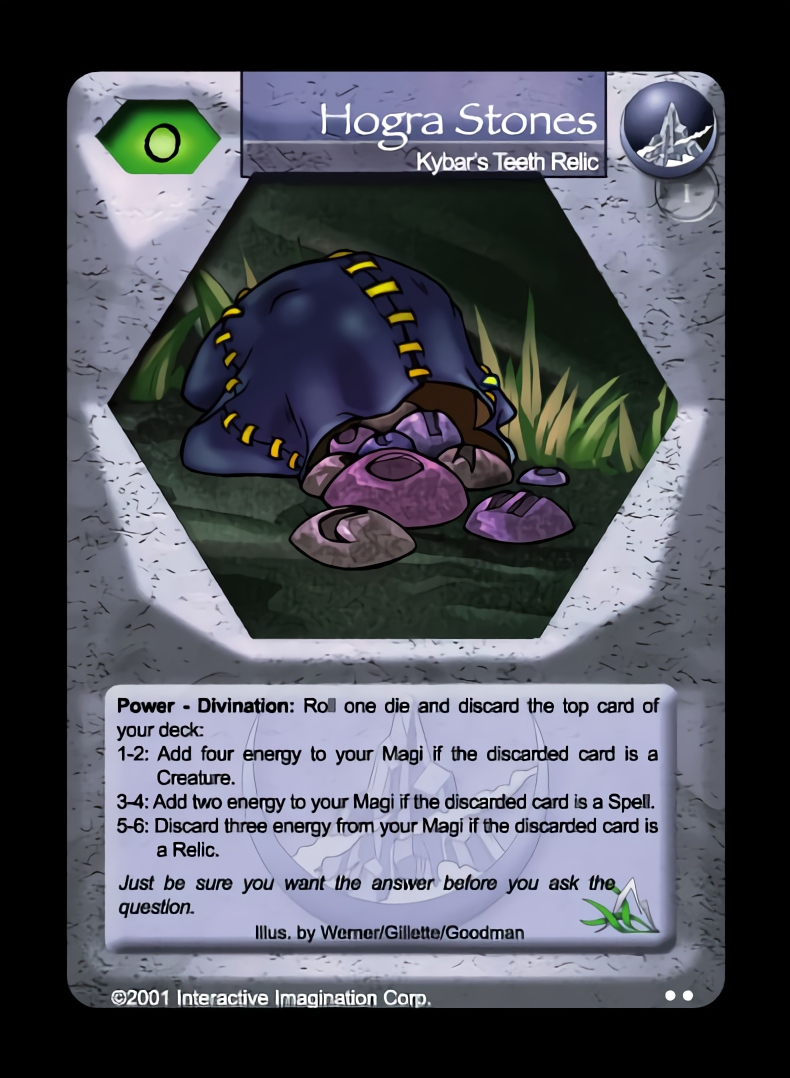 O
Hogra Stones
Kybar's Teeth Relic
1
Power - Divination: Roll one die and discard the top card of
your deck:
1-2: Add four energy to your Magi if the discarded card is a
Creature.
3-4: Add two energy to your Magi if the discarded card is a Spell.
5-6: Discard three energy from your Magi if the discarded card is
a Relic.
Just be sure you want the answer before you ask the
question.
Illus. by Werner/Gillette/Goodman
©2001 Interactive Imagination Corp.